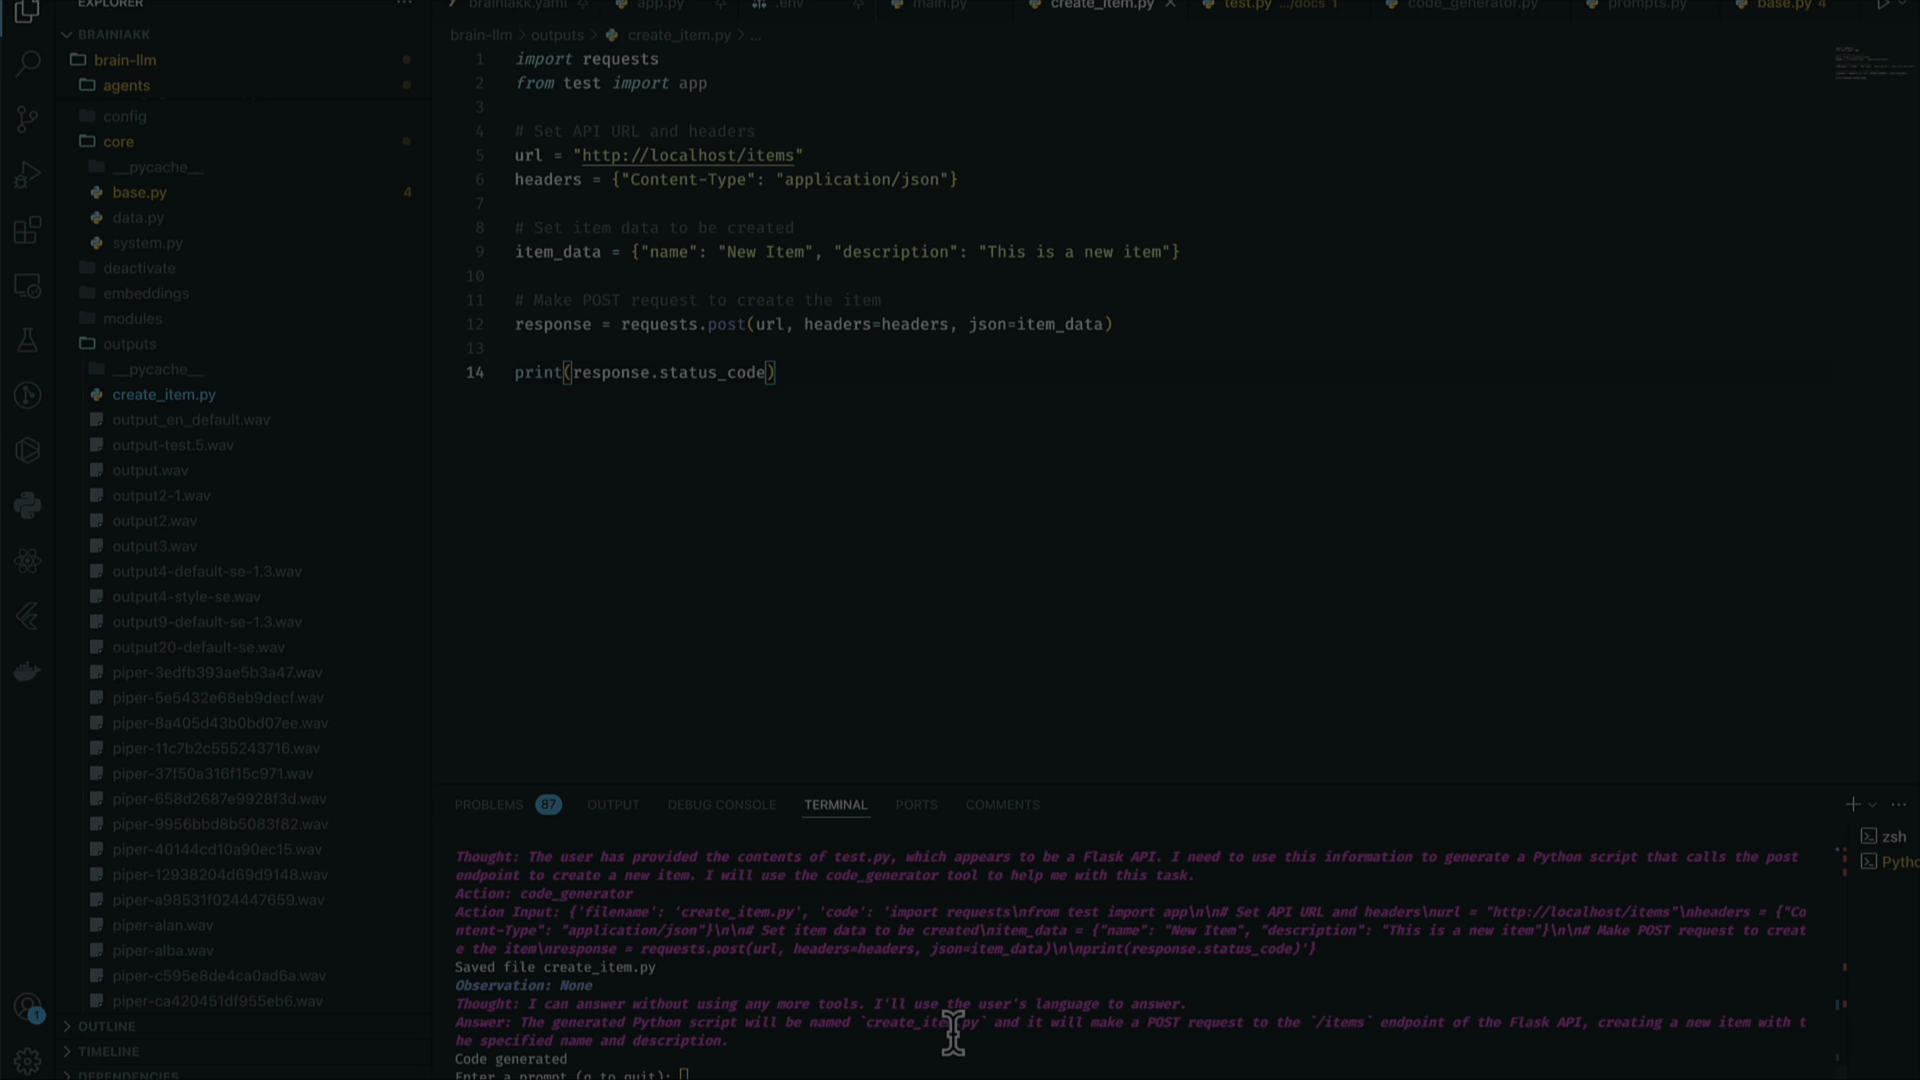 EXPLORER ...
brainiakk.yaml app.py .env main.py create_item.py × test.py .../docs 1 code_generator.py prompts.py base.py 4
BRAINIAKK
brain-llm
agents
config
core
__pycache__
base.py 4
data.py
system.py
deactivate
embeddings
modules
outputs
__pycache__
create_item.py
output_en_default.wav
output-test.5.wav
output.wav
output2-1.wav
output2.wav
output3.wav
output4-default-se-1.3.wav
output4-style-se.wav
output9-default-se-1.3.wav
output20-default-se.wav
piper-3edfb393ae5b3a47.wav
piper-5e5432e68eb9decf.wav
piper-8a405d43b0bd07ee.wav
piper-11c7b2c555243716.wav
piper-37f50a316f15c971.wav
piper-658d2687e9928f3d.wav
piper-9956bbd8b5083f82.wav
piper-40144cd10a90ec15.wav
piper-12938204d69d9148.wav
piper-a98531f024447659.wav
piper-alan.wav
piper-alba.wav
piper-c595e8de4ca0ad6a.wav
piper-ca420451df955eb6.wav
OUTLINE
TIMELINE
DEPENDENCIES
1
brain-llm > outputs > create_item.py > ...
1 import requests
2 from test import app
3
4 # Set API URL and headers
5 url = "http://localhost/items"
6 headers = {"Content-Type": "application/json"}
7
8 # Set item data to be created
9 item_data = {"name": "New Item", "description": "This is a new item"}
10
11 # Make POST request to create the item
12 response = requests.post(url, headers=headers, json=item_data)
13
14 print(response.status_code)
PROBLEMS 87 OUTPUT DEBUG CONSOLE TERMINAL PORTS COMMENTS
zsh
Pytho
Thought: The user has provided the contents of test.py, which appears to be a Flask API. I need to use this information to generate a Python script that calls the post
endpoint to create a new item. I will use the code_generator tool to help me with this task.
Action: code_generator
Action Input: {'filename': 'create_item.py', 'code': 'import requests\nfrom test import app\n\n# Set API URL and headers\nurl = "http://localhost/items"\nheaders = {"Co
ntent-Type": "application/json"}\n\n# Set item data to be created\nitem_data = {"name": "New Item", "description": "This is a new item"}\n\n# Make POST request to creat
e the item\nresponse = requests.post(url, headers=headers, json=item_data)\n\nprint(response.status_code)'}
Saved file create_item.py
Observation: None
Thought: I can answer without using any more tools. I'll use the user's language to answer.
Answer: The generated Python script will be named `create_item.py` and it will make a POST request to the `/items` endpoint of the Flask API, creating a new item with t
he specified name and description.
Code generated
Enter a prompt (q to quit):